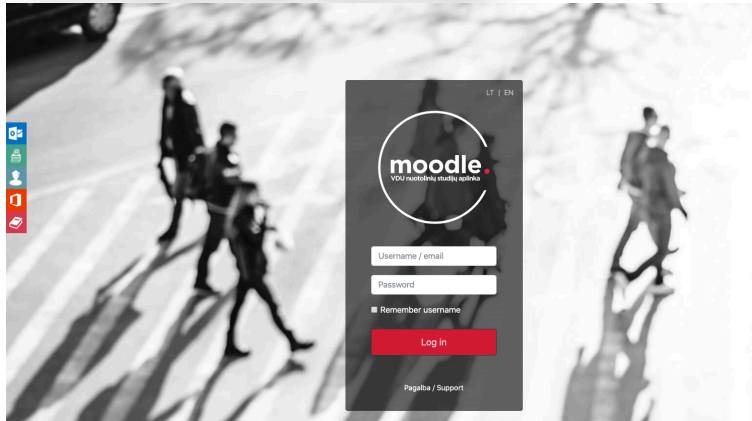 LT | EN
moodle.
VDU nuotolinių studijų aplinka
Username / email
Password
Remember username
Log in
Pagalba / Support